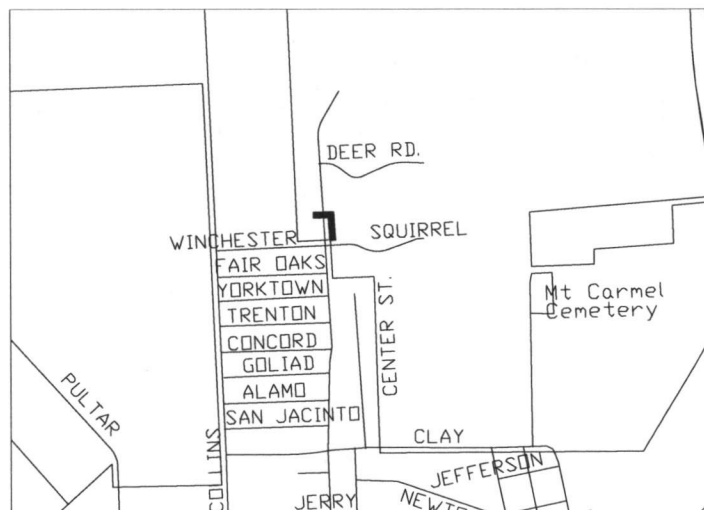 DEER RD.
SQUIRREL
WINCHESTER
FAIR OAKS
YORKTOWN
Mt Carmel
Cemetery
TRENTON
CENTER ST.
CONCORD
GOLIAD
PULTAR
ALAMO
SAN JACINTO
CLAY
COLLINS
JEFFERSON
JERRY